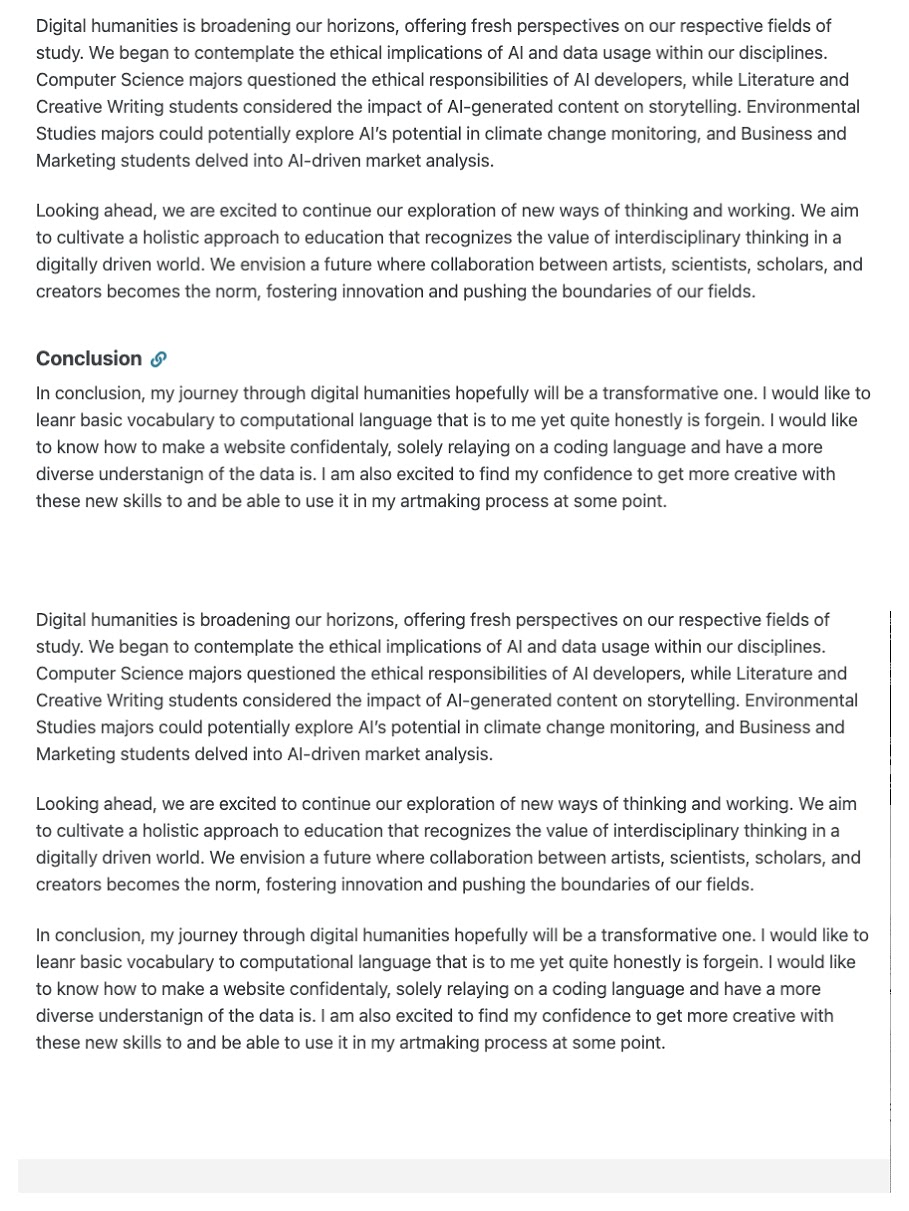 Digital humanities is broadening our horizons, offering fresh perspectives on our respective fields of
study. We began to contemplate the ethical implications of AI and data usage within our disciplines.
Computer Science majors questioned the ethical responsibilities of AI developers, while Literature and
Creative Writing students considered the impact of AI-generated content on storytelling. Environmental
Studies majors could potentially explore AI's potential in climate change monitoring, and Business and
Marketing students delved into AI-driven market analysis.
Looking ahead, we are excited to continue our exploration of new ways of thinking and working. We aim
to cultivate a holistic approach to education that recognizes the value of interdisciplinary thinking in a
digitally driven world. We envision a future where collaboration between artists, scientists, scholars, and
creators becomes the norm, fostering innovation and pushing the boundaries of our fields.
Conclusion
In conclusion, my journey through digital humanities hopefully will be a transformative one. I would like to
leanr basic vocabulary to computational language that is to me yet quite honestly is forgein. I would like
to know how to make a website confidentaly, solely relaying on a coding language and have a more
diverse understanign of the data is. I am also excited to find my confidence to get more creative with
these new skills to and be able to use it in my artmaking process at some point.
Digital humanities is broadening our horizons, offering fresh perspectives on our respective fields of
study. We began to contemplate the ethical implications of AI and data usage within our disciplines.
Computer Science majors questioned the ethical responsibilities of AI developers, while Literature and
Creative Writing students considered the impact of AI-generated content on storytelling. Environmental
Studies majors could potentially explore AI's potential in climate change monitoring, and Business and
Marketing students delved into AI-driven market analysis.
Looking ahead, we are excited to continue our exploration of new ways of thinking and working. We aim
to cultivate a holistic approach to education that recognizes the value of interdisciplinary thinking in a
digitally driven world. We envision a future where collaboration between artists, scientists, scholars, and
creators becomes the norm, fostering innovation and pushing the boundaries of our fields.
In conclusion, my journey through digital humanities hopefully will be a transformative one. I would like to
leanr basic vocabulary to computational language that is to me yet quite honestly is forgein. I would like
to know how to make a website confidentaly, solely relaying on a coding language and have a more
diverse understanign of the data is. I am also excited to find my confidence to get more creative with
these new skills to and be able to use it in my artmaking process at some point.